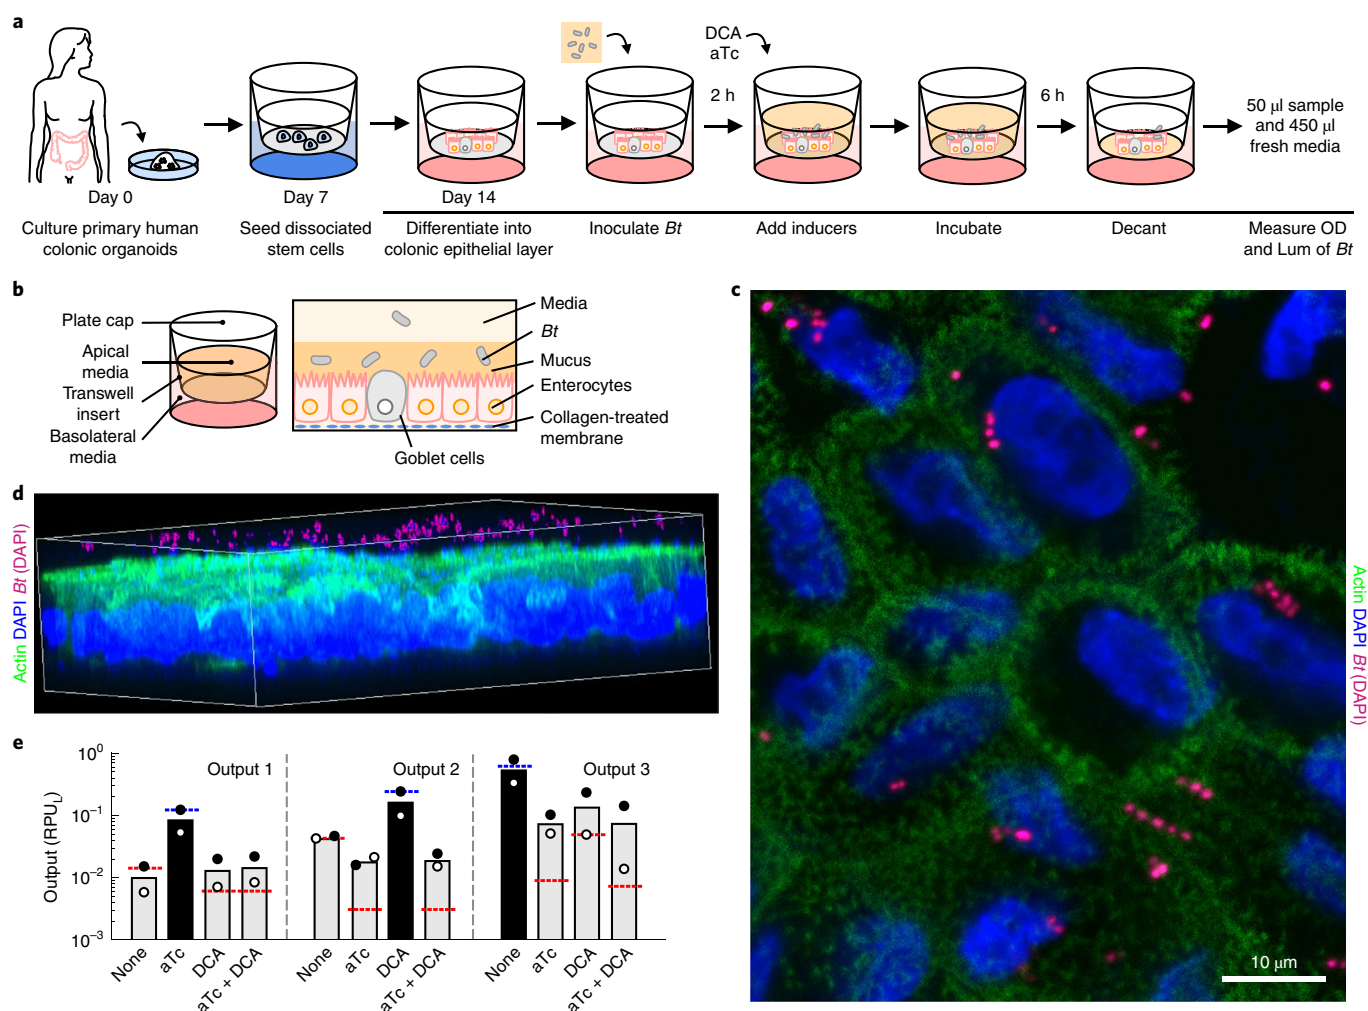 a
DCA
aTc
2 h
6 h
50 µl sample
and 450 µl
fresh media
Day 0
Day 7
Day 14
Culture primary human
colonic organoids
Seed dissociated
stem cells
Differentiate into
colonic epithelial layer
Inoculate Bt
Add inducers
Incubate
Decant
Measure OD
and Lum of Bt
b
Plate cap
Apical
media
Transwell
insert
Basolateral
media
Media
Bt
Mucus
Enterocytes
Collagen-treated
membrane
Goblet cells
c
Actin DAPI Bt (DAPI)
10 µm
d
Actin DAPI Bt (DAPI)
e
Output (RPU_L)
10⁰
10⁻¹
10⁻²
10⁻³
Output 1
Output 2
Output 3
None
aTc
DCA
aTc + DCA
None
aTc
DCA
aTc + DCA
None
aTc
DCA
aTc + DCA